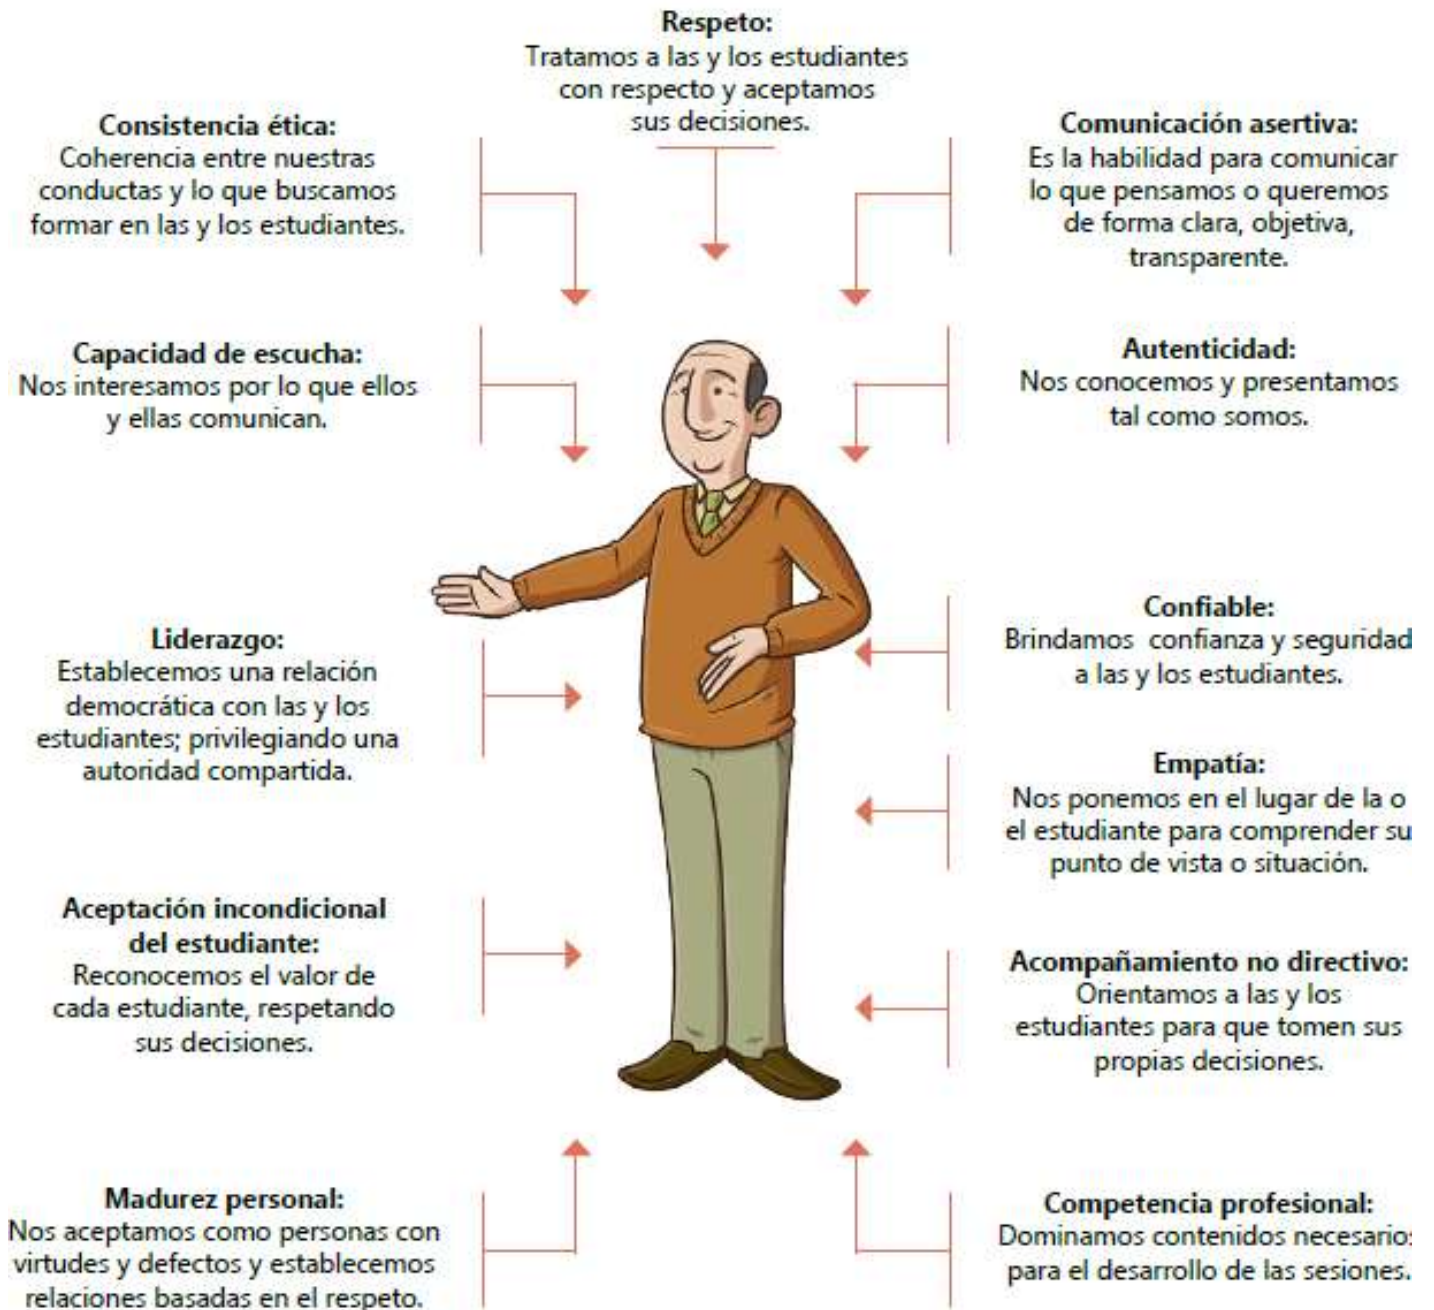 Respeto:
Tratamos a las y los estudiantes
con respecto y aceptamos
sus decisiones.
Consistencia ética:
Coherencia entre nuestras
conductas y lo que buscamos
formar en las y los estudiantes.
Comunicación asertiva:
Es la habilidad para comunicar
lo que pensamos o queremos
de forma clara, objetiva,
transparente.
Capacidad de escucha:
Nos interesamos por lo que ellos
y ellas comunican.
Autenticidad:
Nos conocemos y presentamos
tal como somos.
Liderazgo:
Establecemos una relación
democrática con las y los
estudiantes; privilegiando una
autoridad compartida.
Confiable:
Brindamos confianza y seguridad
a las y los estudiantes.
Empatía:
Nos ponemos en el lugar de la o
el estudiante para comprender su
punto de vista o situación.
Aceptación incondicional
del estudiante:
Reconocemos el valor de
cada estudiante, respetando
sus decisiones.
Acompañamiento no directivo:
Orientamos a las y los
estudiantes para que tomen sus
propias decisiones.
Madurez personal:
Nos aceptamos como personas con
virtudes y defectos y establecemos
relaciones basadas en el respeto.
Competencia profesional:
Dominamos contenidos necesario:
para el desarrollo de las sesiones.